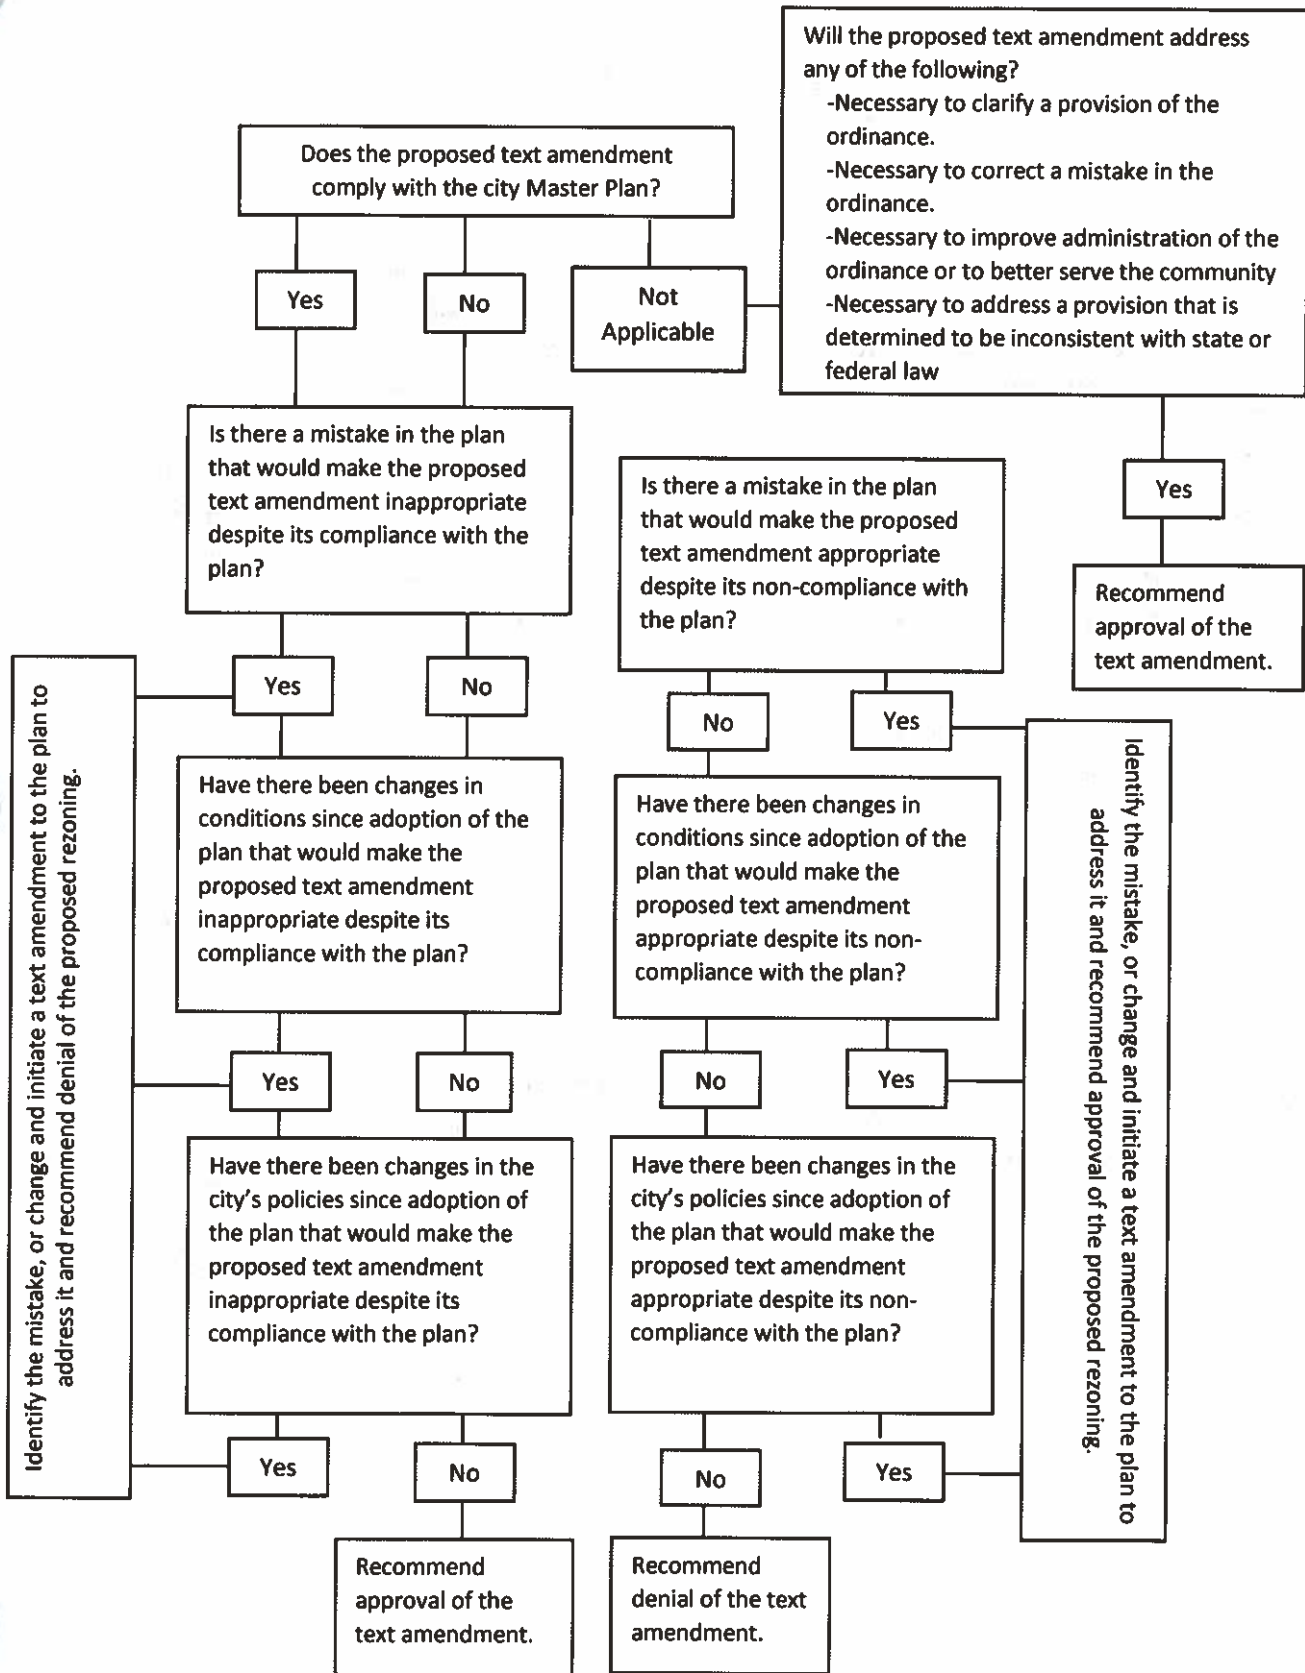 Does the proposed text amendment
comply with the city Master Plan?
Yes
No
Not
Applicable
Will the proposed text amendment address
any of the following?
-Necessary to clarify a provision of the
ordinance.
-Necessary to correct a mistake in the
ordinance.
-Necessary to improve administration of the
ordinance or to better serve the community
-Necessary to address a provision that is
determined to be inconsistent with state or
federal law
Yes
Recommend
approval of the
text amendment.
Is there a mistake in the plan
that would make the proposed
text amendment inappropriate
despite its compliance with the
plan?
Yes
No
Have there been changes in
conditions since adoption of the
plan that would make the
proposed text amendment
inappropriate despite its
compliance with the plan?
Yes
No
Have there been changes in the
city's policies since adoption of
the plan that would make the
proposed text amendment
inappropriate despite its
compliance with the plan?
Yes
No
Recommend
approval of the
text amendment.
Identify the mistake, or change and initiate a text amendment to the plan to
address it and recommend denial of the proposed rezoning.
Is there a mistake in the plan
that would make the proposed
text amendment appropriate
despite its non-compliance with
the plan?
No
Yes
Have there been changes in
conditions since adoption of the
plan that would make the
proposed text amendment
appropriate despite its non-
compliance with the plan?
No
Yes
Have there been changes in the
city's policies since adoption of
the plan that would make the
proposed text amendment
appropriate despite its non-
compliance with the plan?
No
Yes
Recommend
denial of the text
amendment.
Identify the mistake, or change and initiate a text amendment to the plan to
address it and recommend approval of the proposed rezoning.